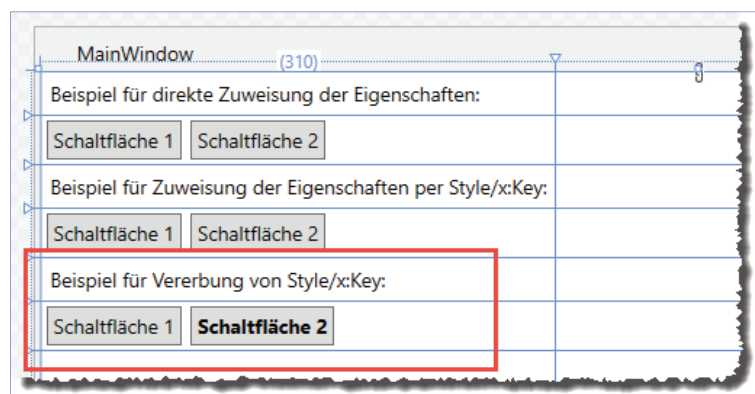 MainWindow
(310)
Beispiel für direkte Zuweisung der Eigenschaften:
Schaltfläche 1 Schaltfläche 2
Beispiel für Zuweisung der Eigenschaften per Style/x:Key:
Schaltfläche 1 Schaltfläche 2
Beispiel für Vererbung von Style/x:Key:
Schaltfläche 1 Schaltfläche 2